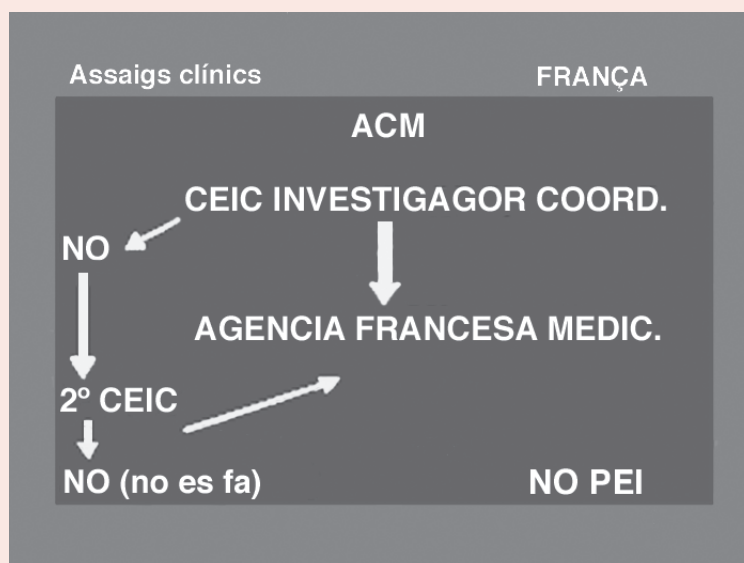 Assaigs clínics
FRANÇA
ACM
CEIC INVESTIGAGOR COORD.
NO
AGENCIA FRANCESA MEDIC.
2º CEIC
NO (no es fa)
NO PEI